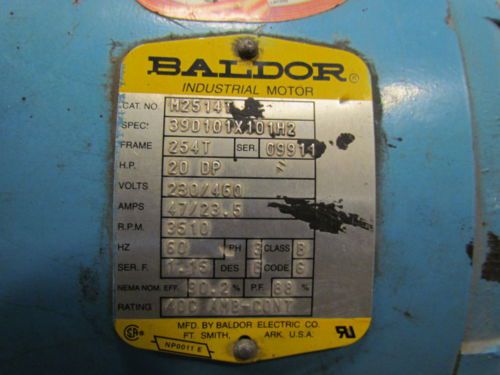 BALDOR®
INDUSTRIAL MOTOR
CAT. NO. M2514T
SPEC. 39D101X101H2
FRAME 254T SER. 09911
H.P. 20 DP
VOLTS 230/460
AMPS 47/23.5
R.P.M. 3510
HZ 60 PH 3 CLASS B
SER. F. 1.15 DES CODE G
NEMA NOM. EFF. 90.2 % P.F. 88 %
RATING 40C AMB-CONT
MFD. BY BALDOR ELECTRIC CO.
FT. SMITH, ARK. U.S.A.
NP0011 E